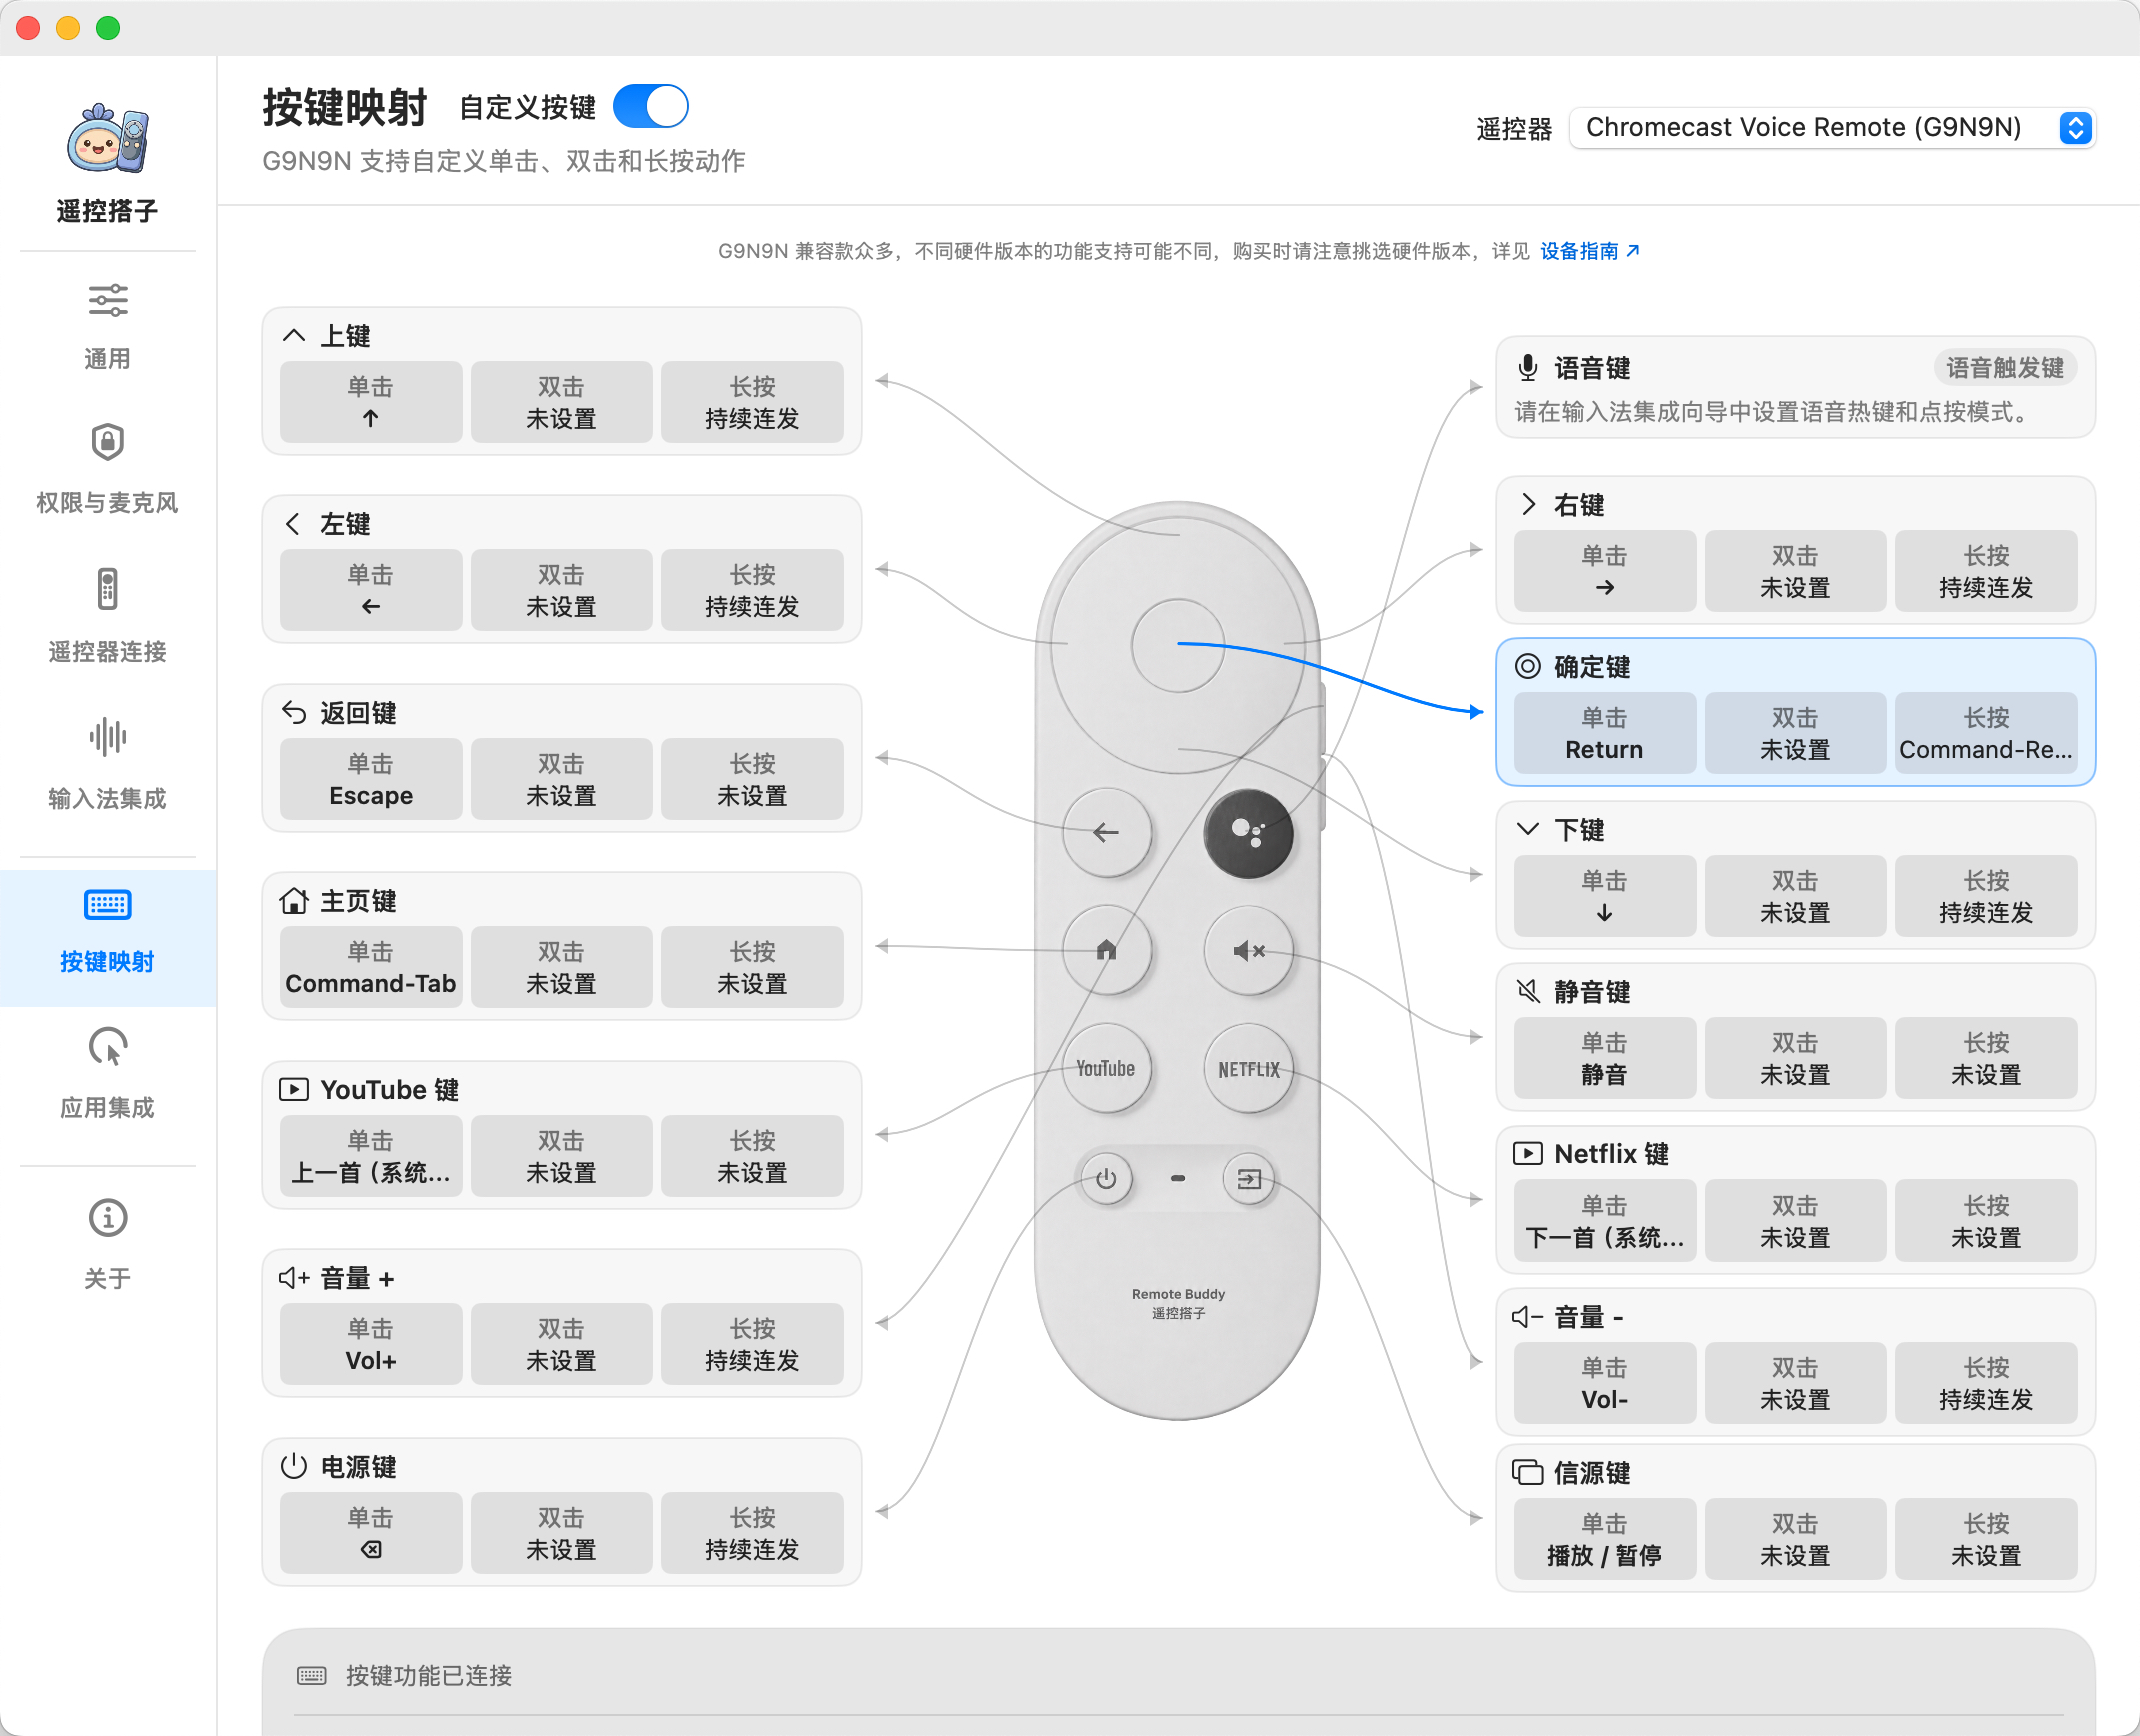 遥控搭子
通用
权限与麦克风
遥控器连接
输入法集成
按键映射
应用集成
关于
按键映射 自定义按键
G9N9N 支持自定义单击、双击和长按动作
遥控器 Chromecast Voice Remote (G9N9N)
G9N9N 兼容款众多，不同硬件版本的功能支持可能不同，购买时请注意挑选硬件版本，详见 设备指南 ↗
上键
单击 双击 长按
↑ 未设置 持续连发
左键
单击 双击 长按
← 未设置 持续连发
返回键
单击 双击 长按
Escape 未设置 未设置
主页键
单击 双击 长按
Command-Tab 未设置 未设置
YouTube 键
单击 双击 长按
上一首（系统... 未设置 未设置
音量 +
单击 双击 长按
Vol+ 未设置 持续连发
电源键
单击 双击 长按
⌫ 未设置 持续连发
YouTube NETFLIX
Remote Buddy
遥控搭子
语音键 语音触发键
请在输入法集成向导中设置语音热键和点按模式。
右键
单击 双击 长按
→ 未设置 持续连发
确定键
单击 双击 长按
Return 未设置 Command-Re...
下键
单击 双击 长按
↓ 未设置 持续连发
静音键
单击 双击 长按
静音 未设置 未设置
Netflix 键
单击 双击 长按
下一首（系统... 未设置 未设置
音量 -
单击 双击 长按
Vol- 未设置 持续连发
信源键
单击 双击 长按
播放 / 暂停 未设置 未设置
按键功能已连接